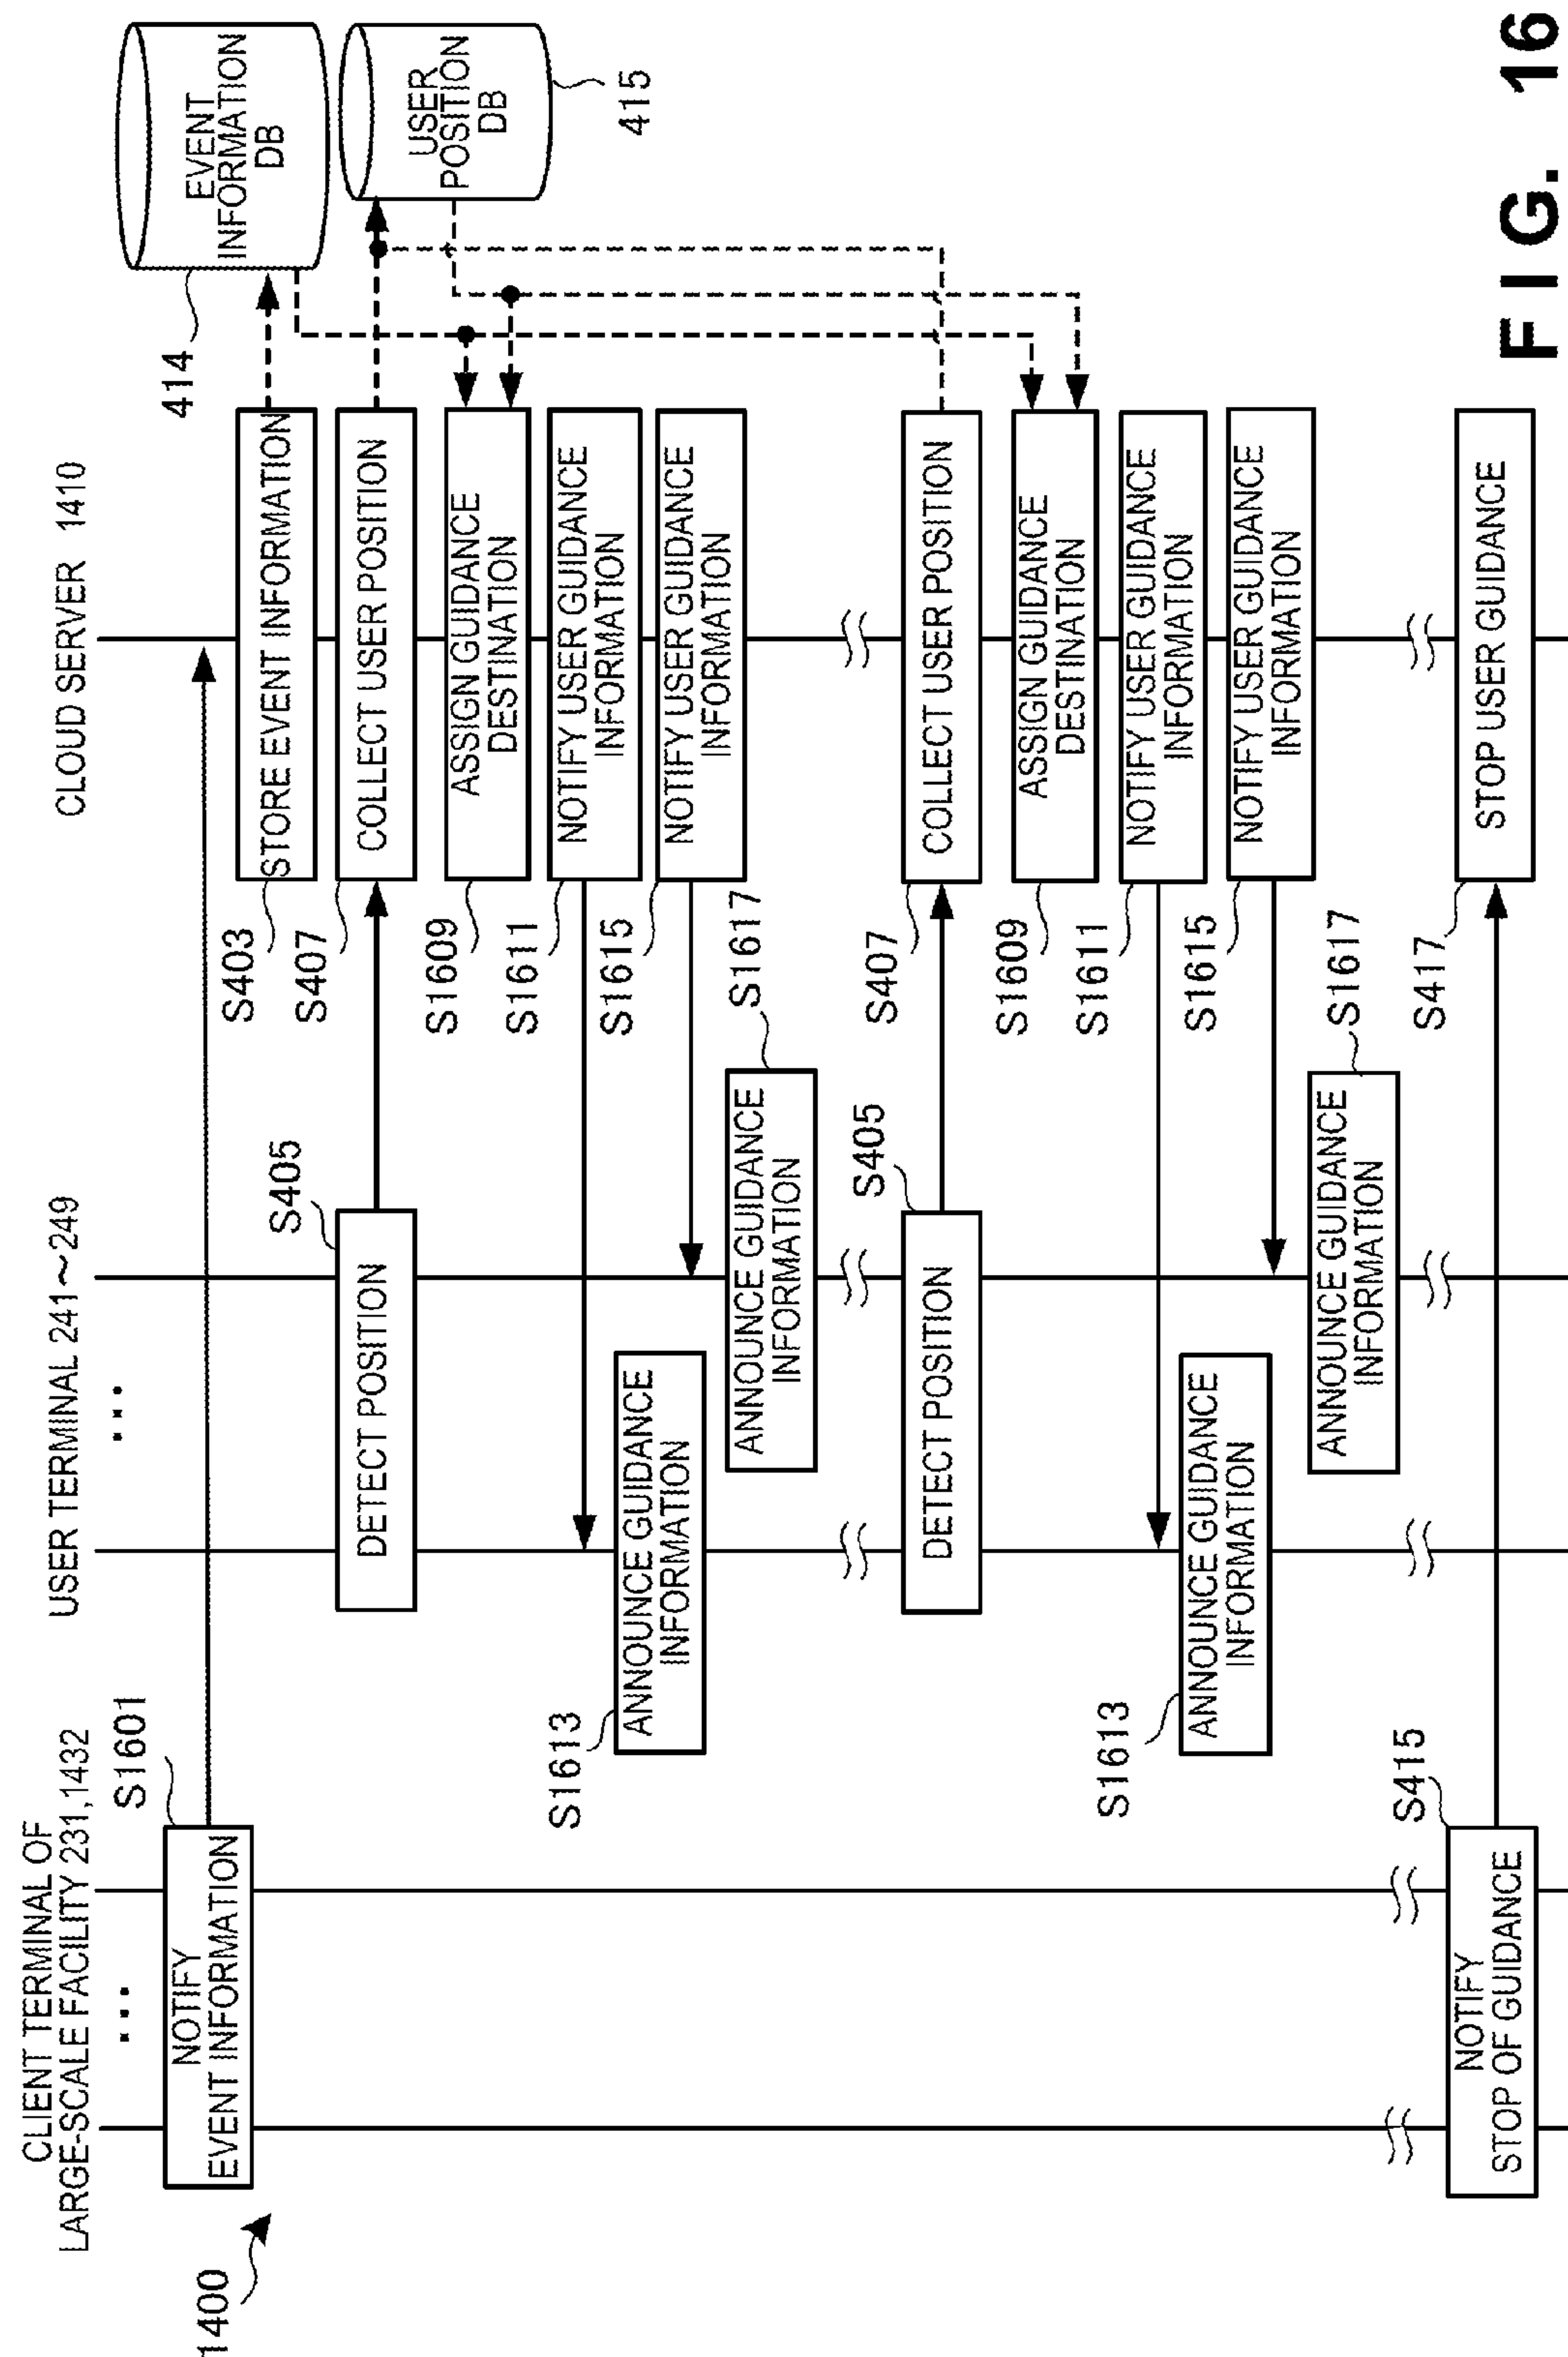 1400
CLIENT TERMINAL OF
LARGE-SCALE FACILITY 231,1432
...
USER TERMINAL 241~249
...
CLOUD SERVER 1410
S1601
NOTIFY
EVENT INFORMATION
S403
STORE EVENT INFORMATION
414
EVENT
INFORMATION
DB
S405
DETECT POSITION
S407
COLLECT USER POSITION
USER
POSITION
DB
415
S1609
ASSIGN GUIDANCE
DESTINATION
S1611
NOTIFY USER GUIDANCE
INFORMATION
S1613
ANNOUNCE GUIDANCE
INFORMATION
S1615
NOTIFY USER GUIDANCE
INFORMATION
S1617
ANNOUNCE GUIDANCE
INFORMATION
S405
DETECT POSITION
S407
COLLECT USER POSITION
S1609
ASSIGN GUIDANCE
DESTINATION
S1611
NOTIFY USER GUIDANCE
INFORMATION
S1613
ANNOUNCE GUIDANCE
INFORMATION
S1615
NOTIFY USER GUIDANCE
INFORMATION
S1617
ANNOUNCE GUIDANCE
INFORMATION
S415
NOTIFY
STOP OF GUIDANCE
S417
STOP USER GUIDANCE
FIG. 16